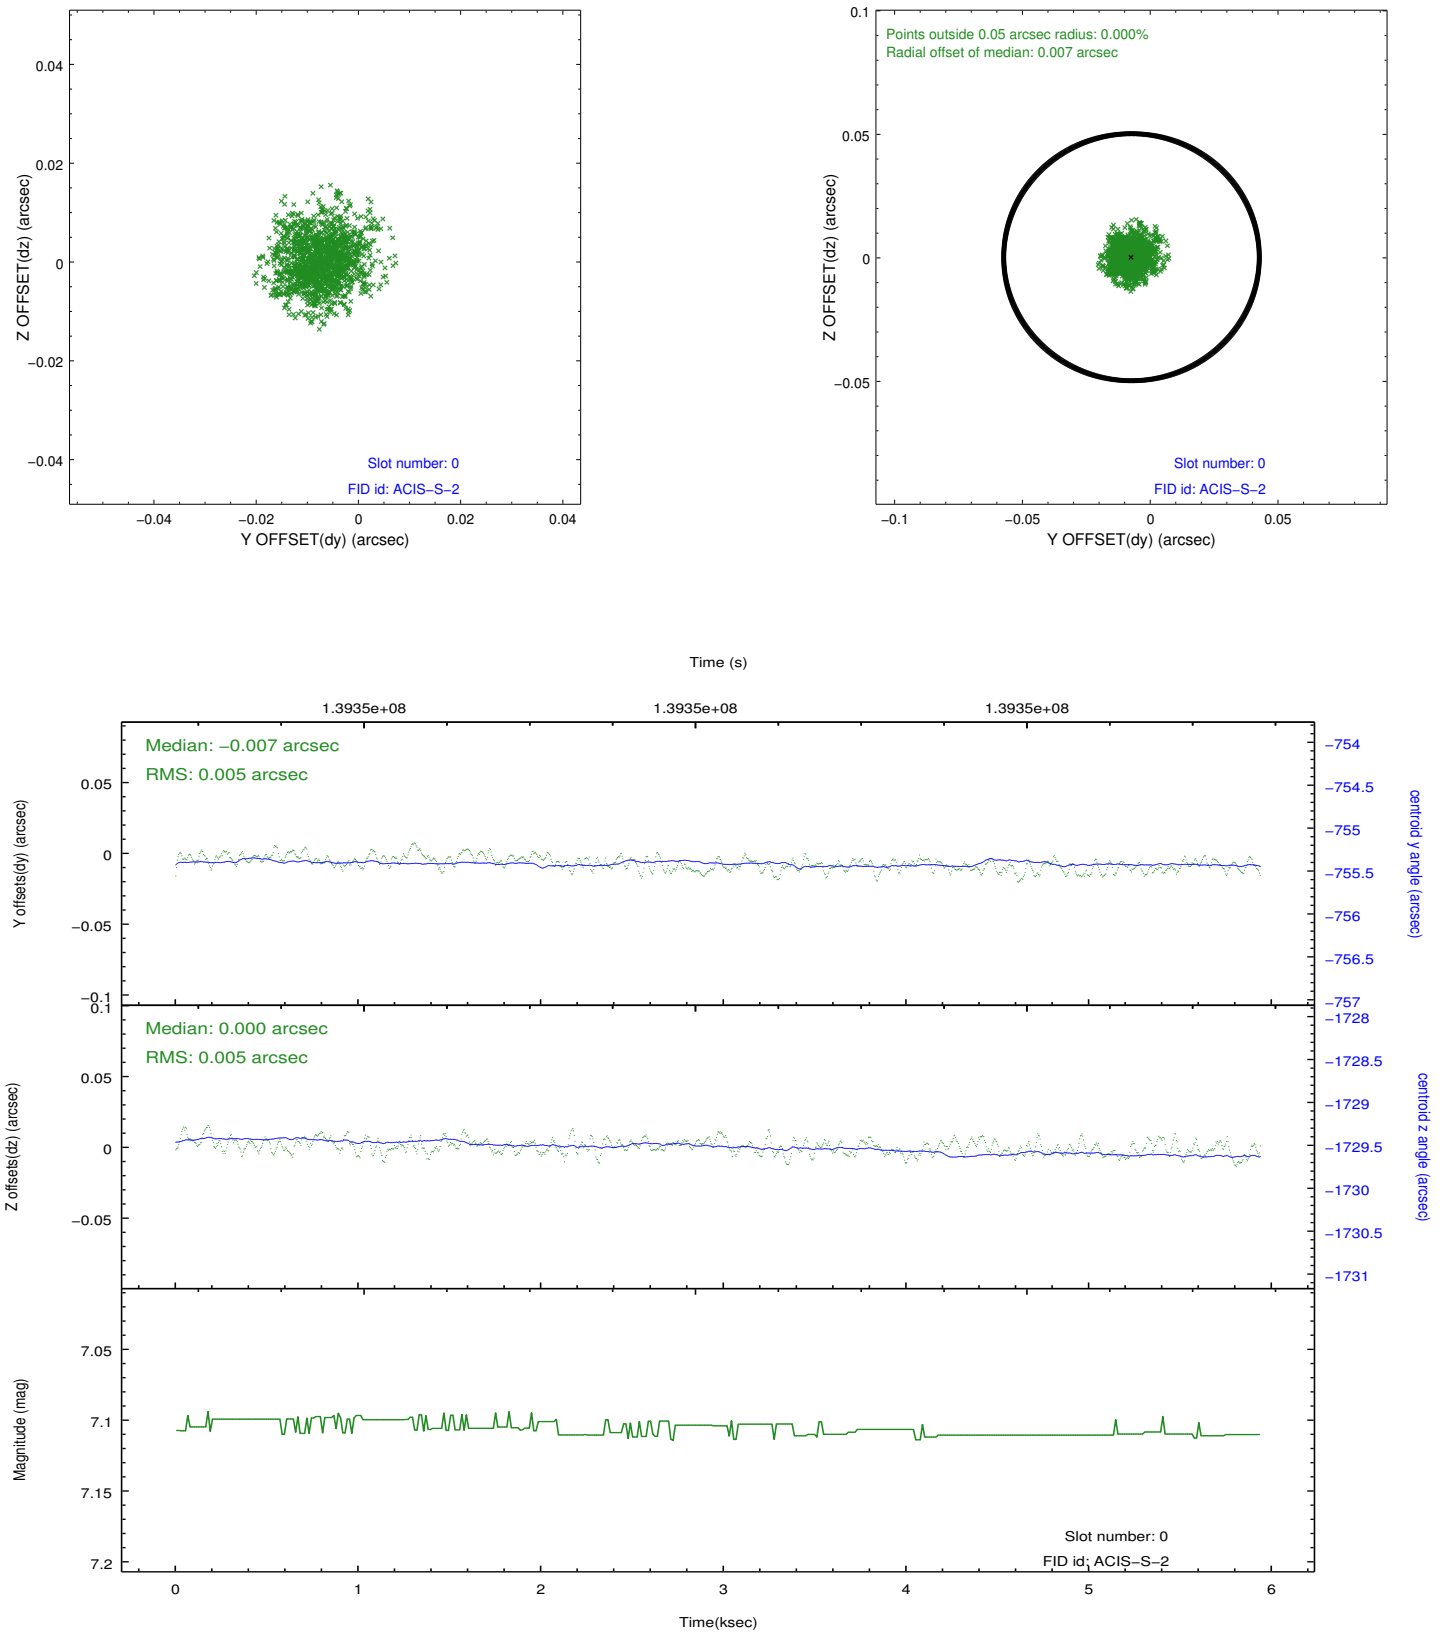 0.04
0.02
0
−0.02
−0.04
Z OFFSET(dz) (arcsec)
Slot number: 0
FID id: ACIS−S−2
−0.04 −0.02 0 0.02 0.04
Y OFFSET(dy) (arcsec)
0.1
0.05
0
−0.05
Z OFFSET(dz) (arcsec)
Points outside 0.05 arcsec radius: 0.000%
Radial offset of median: 0.007 arcsec
Slot number: 0
FID id: ACIS−S−2
−0.1 −0.05 0 0.05
Y OFFSET(dy) (arcsec)
Time (s)
1.3935e+08 1.3935e+08 1.3935e+08
Median: −0.007 arcsec
RMS: 0.005 arcsec
0.05
0
−0.05
−0.1
Y offsets(dy) (arcsec)
−754
−754.5
−755
−755.5
−756
−756.5
−757
centroid y angle (arcsec)
Median: 0.000 arcsec
RMS: 0.005 arcsec
0.1
0.05
0
−0.05
Z offsets(dz) (arcsec)
−1728
−1728.5
−1729
−1729.5
−1730
−1730.5
−1731
centroid z angle (arcsec)
7.05
7.1
7.15
7.2
Magnitude (mag)
Slot number: 0
FID id: ACIS−S−2
0 1 2 3 4 5 6
Time(ksec)